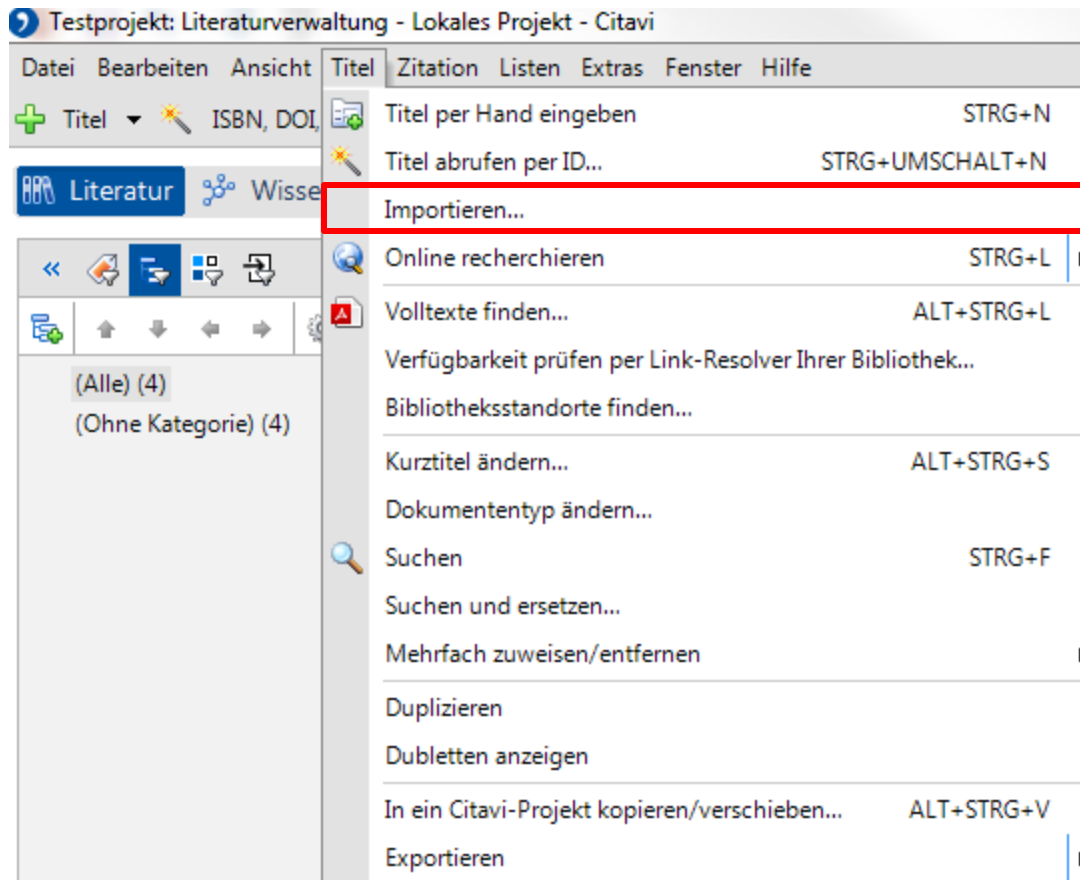 Testprojekt: Literaturverwaltung - Lokales Projekt - Citavi
Datei Bearbeiten Ansicht Titel Zitation Listen Extras Fenster Hilfe
Titel ISBN, DOI,
Titel per Hand eingeben STRG+N
Titel abrufen per ID... STRG+UMSCHALT+N
Literatur Wisse
Importieren...
Online recherchieren STRG+L
Volltexte finden... ALT+STRG+L
Verfügbarkeit prüfen per Link-Resolver Ihrer Bibliothek...
(Alle) (4)
Bibliotheksstandorte finden...
(Ohne Kategorie) (4)
Kurztitel ändern... ALT+STRG+S
Dokumententyp ändern...
Suchen STRG+F
Suchen und ersetzen...
Mehrfach zuweisen/entfernen
Duplizieren
Dubletten anzeigen
In ein Citavi-Projekt kopieren/verschieben... ALT+STRG+V
Exportieren